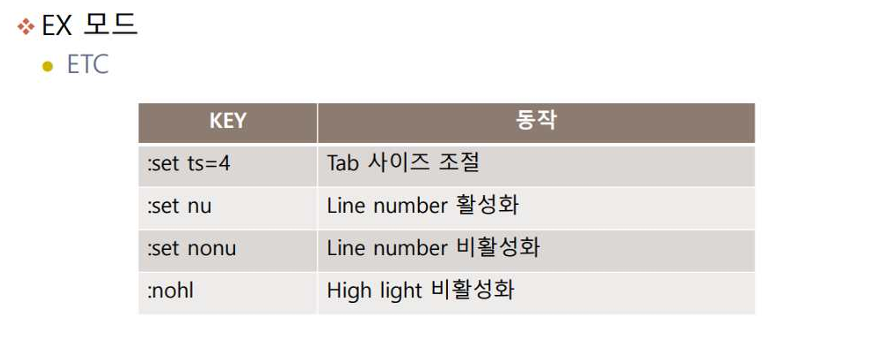 EX 모드
ETC
KEY 동작
:set ts=4 Tab 사이즈 조절
:set nu Line number 활성화
:set nonu Line number 비활성화
:nohl High light 비활성화